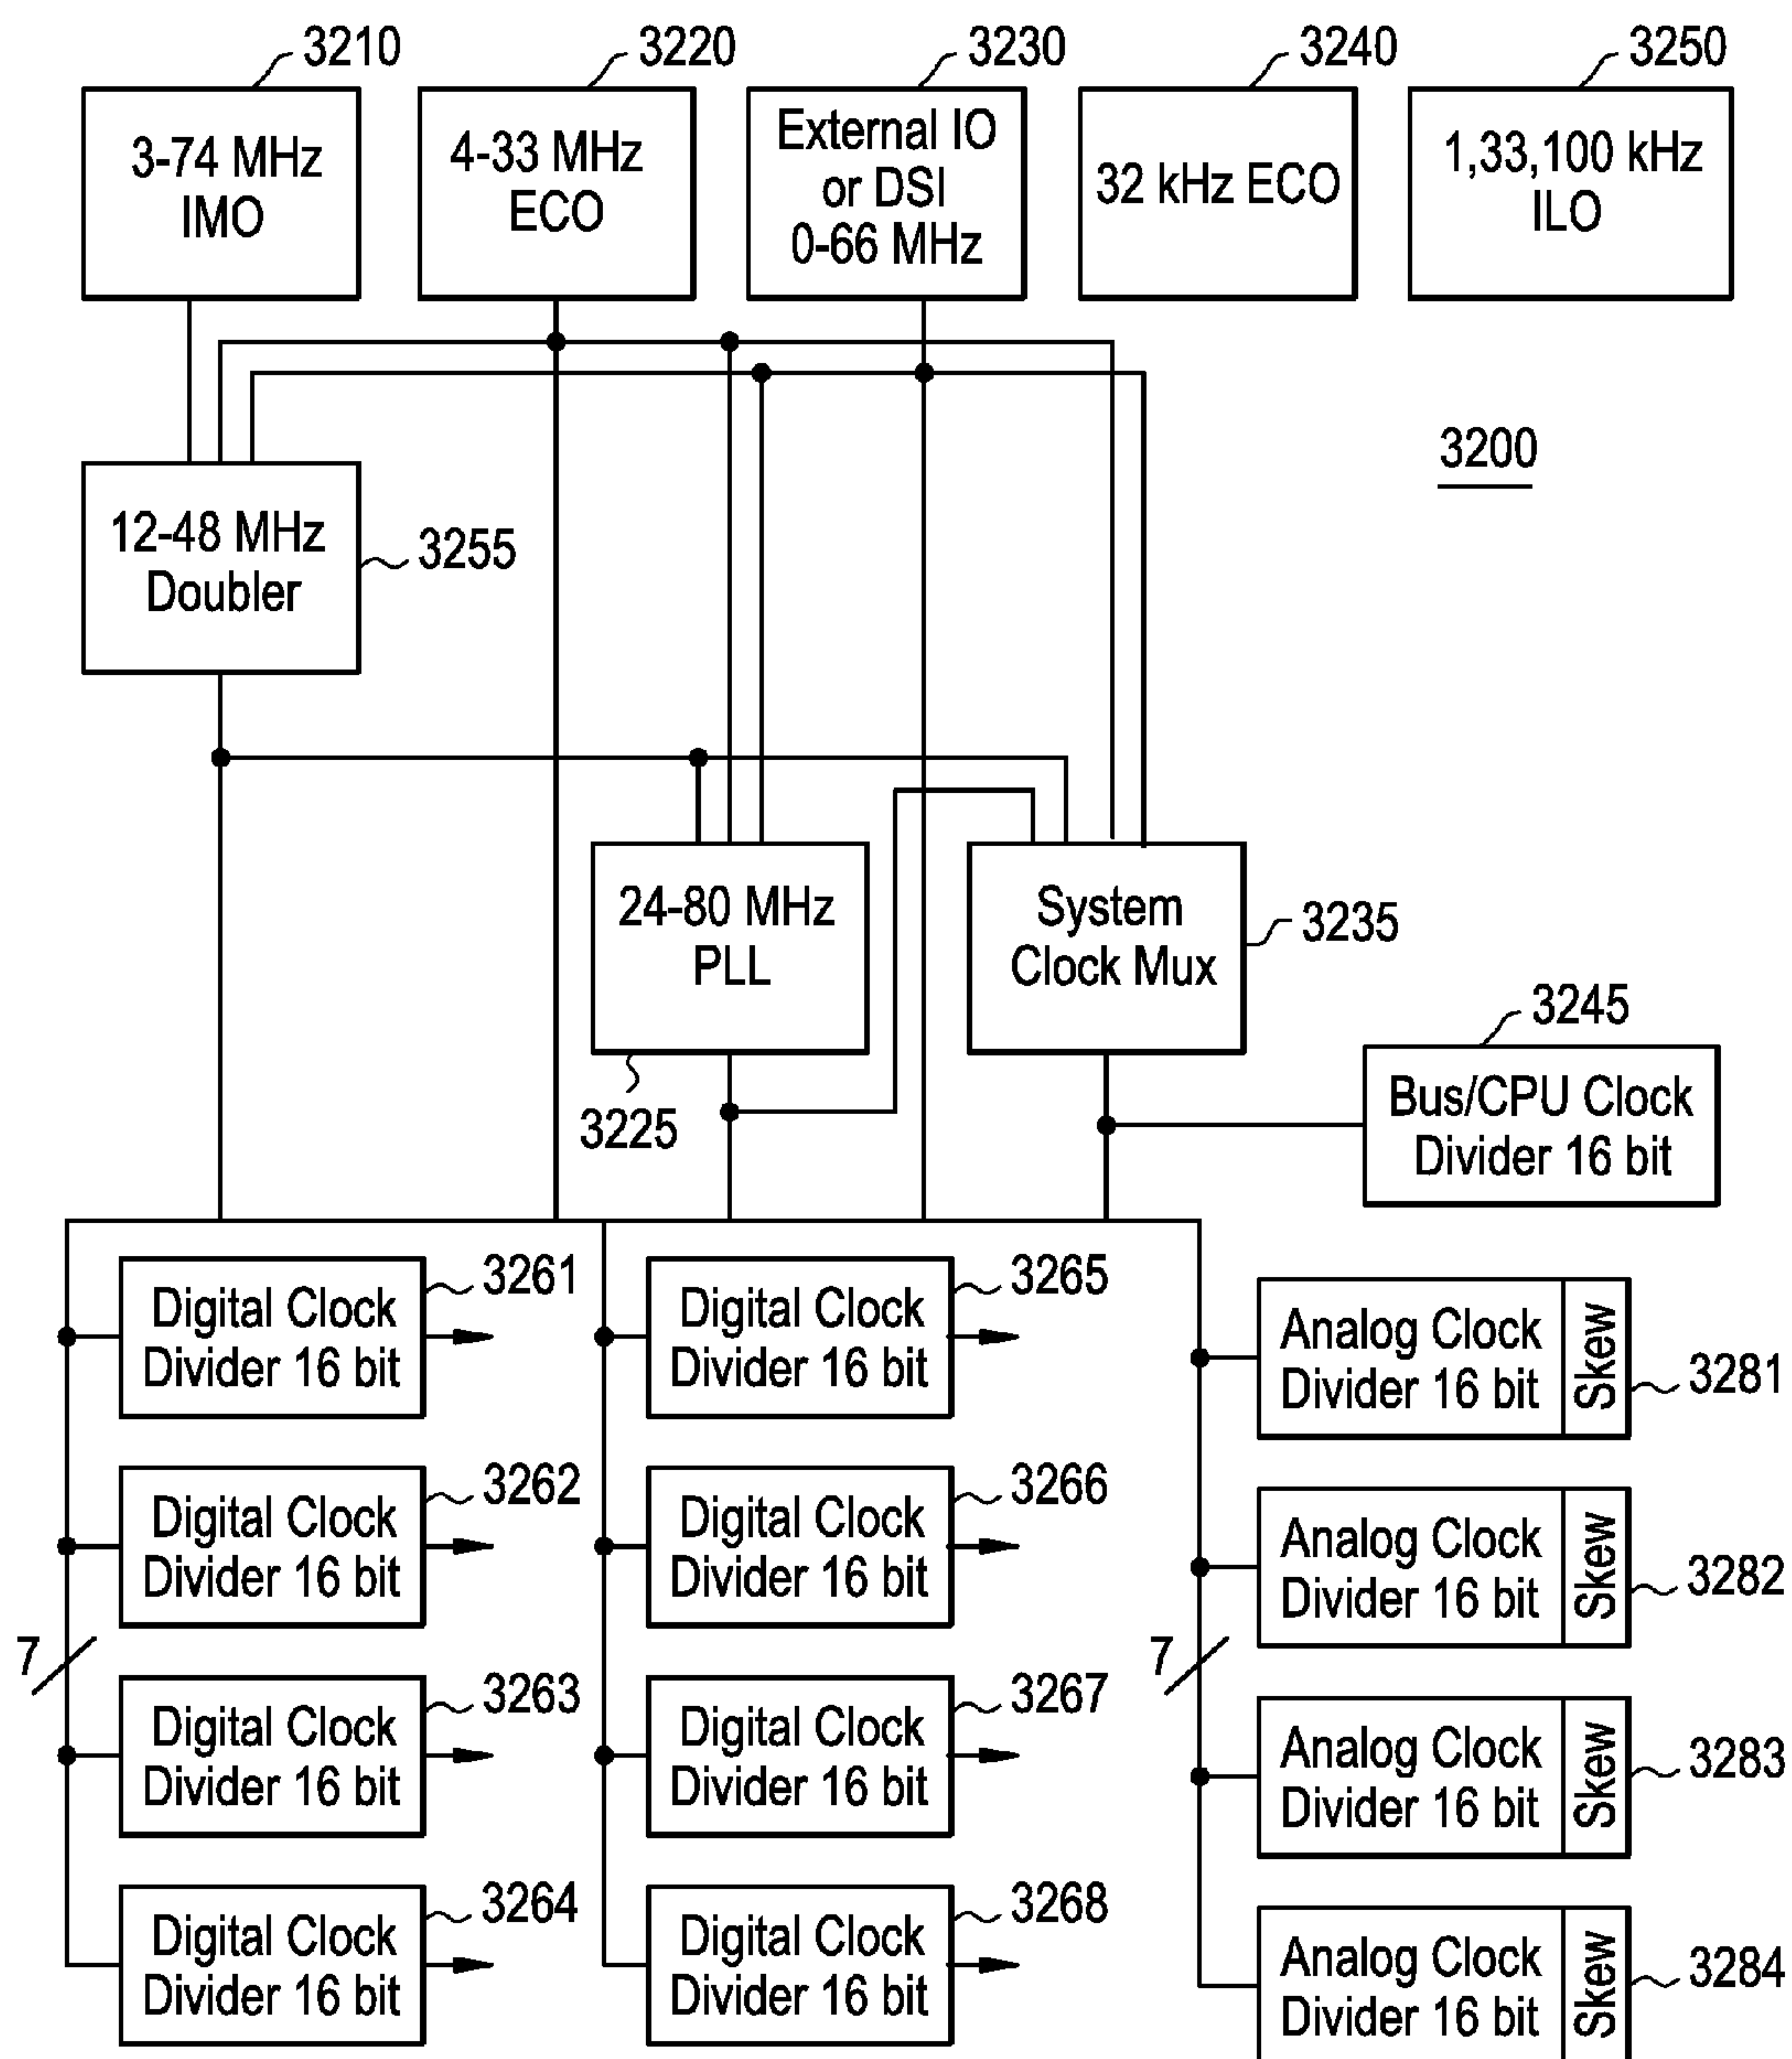 3210
3220
3230
3240
3250
3-74 MHz
IMO
4-33 MHz
ECO
External IO
or DSI
0-66 MHz
32 kHz ECO
1,33,100 kHz
ILO
3200
12-48 MHz
Doubler
3255
24-80 MHz
PLL
3225
System
Clock Mux
3235
3245
Bus/CPU Clock
Divider 16 bit
Digital Clock
Divider 16 bit
3261
Digital Clock
Divider 16 bit
3265
Analog Clock
Divider 16 bit
Skew
3281
Digital Clock
Divider 16 bit
3262
Digital Clock
Divider 16 bit
3266
Analog Clock
Divider 16 bit
Skew
3282
7
7
Digital Clock
Divider 16 bit
3263
Digital Clock
Divider 16 bit
3267
Analog Clock
Divider 16 bit
Skew
3283
Digital Clock
Divider 16 bit
3264
Digital Clock
Divider 16 bit
3268
Analog Clock
Divider 16 bit
Skew
3284